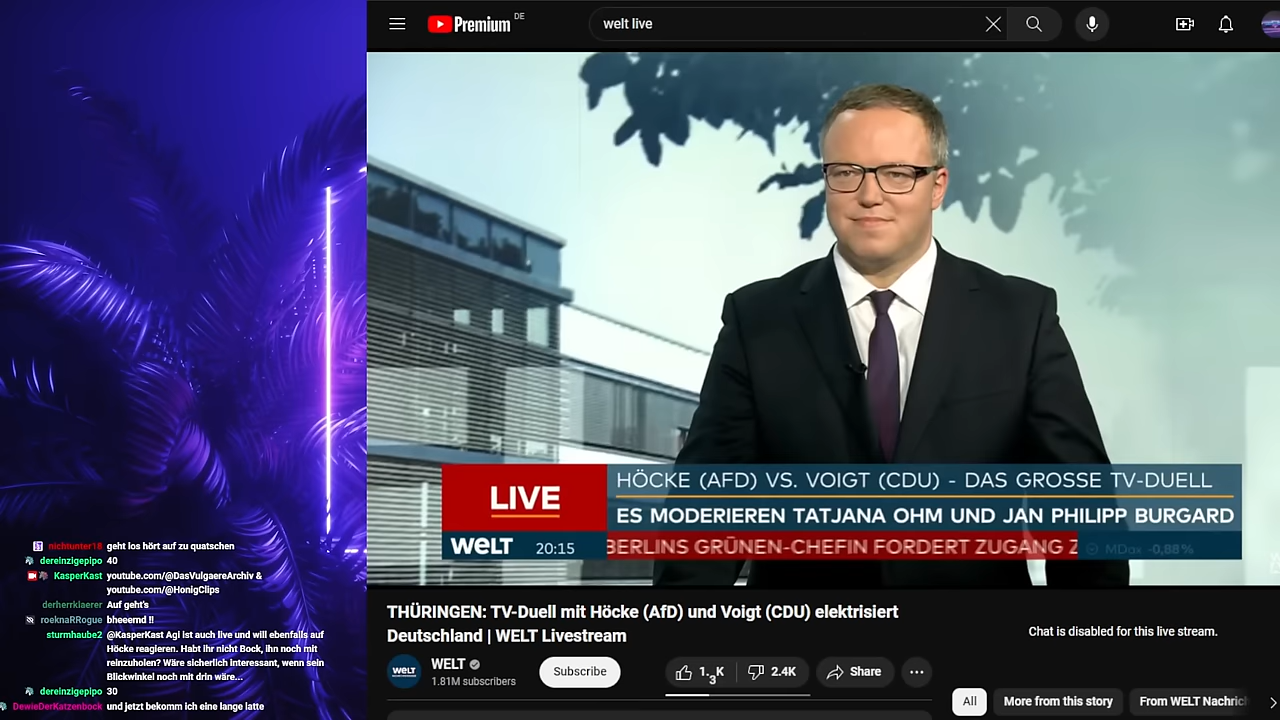 Premium DE
welt live
LIVE
HÖCKE (AFD) VS. VOIGT (CDU) - DAS GROSSE TV-DUELL
ES MODERIEREN TATJANA OHM UND JAN PHILIPP BURGARD
WELT 20:15
BERLINS GRÜNEN-CHEFIN FORDERT ZUGANG Z
MDax -0,88%
THÜRINGEN: TV-Duell mit Höcke (AfD) und Voigt (CDU) elektrisiert
Deutschland | WELT Livestream
Chat is disabled for this live stream.
WELT
WELT
1.81M subscribers
Subscribe
2.4K
Share
All
More from this story
From WELT Nachric
nichtunter18 geht los hört auf zu quatschen
dereinzigepipo 40
KasperKast youtube.com/@DasVulgaereArchiv &
youtube.com/@HonigClips
derherrklaerer Auf geht's
roeknaRRogue bheeemd !!
sturmhaube2 @KasperKast Agi ist auch live und will ebenfalls auf
Höcke reagieren. Habt ihr nicht Bock, ihn noch mit
reinzuholen? Wäre sicherlich interessant, wenn sein
Blickwinkel noch mit drin wäre...
dereinzigepipo 30
DewieDerKatzenbock und jetzt bekomm ich eine lange latte